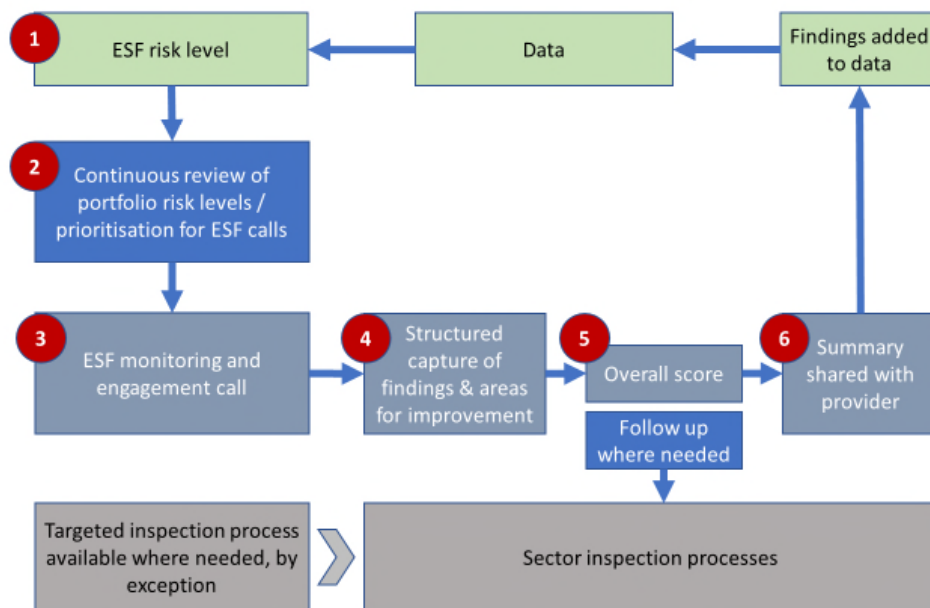 1
ESF risk level
Data
Findings added
to data
2
Continuous review of
portfolio risk levels /
prioritisation for ESF calls
3
ESF monitoring and
engagement call
4
Structured
capture of
findings & areas
for improvement
5
Overall score
6
Summary
shared with
provider
Follow up
where needed
Targeted inspection process
available where needed, by
exception
Sector inspection processes